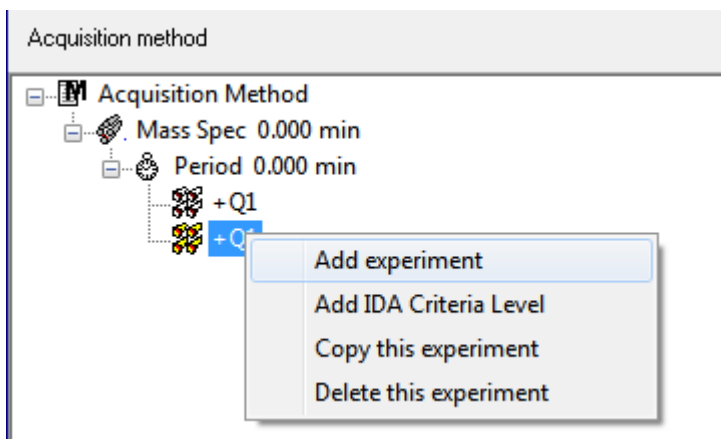 Acquisition method
Acquisition Method
Mass Spec 0.000 min
Period 0.000 min
+Q1
+Q1
Add experiment
Add IDA Criteria Level
Copy this experiment
Delete this experiment